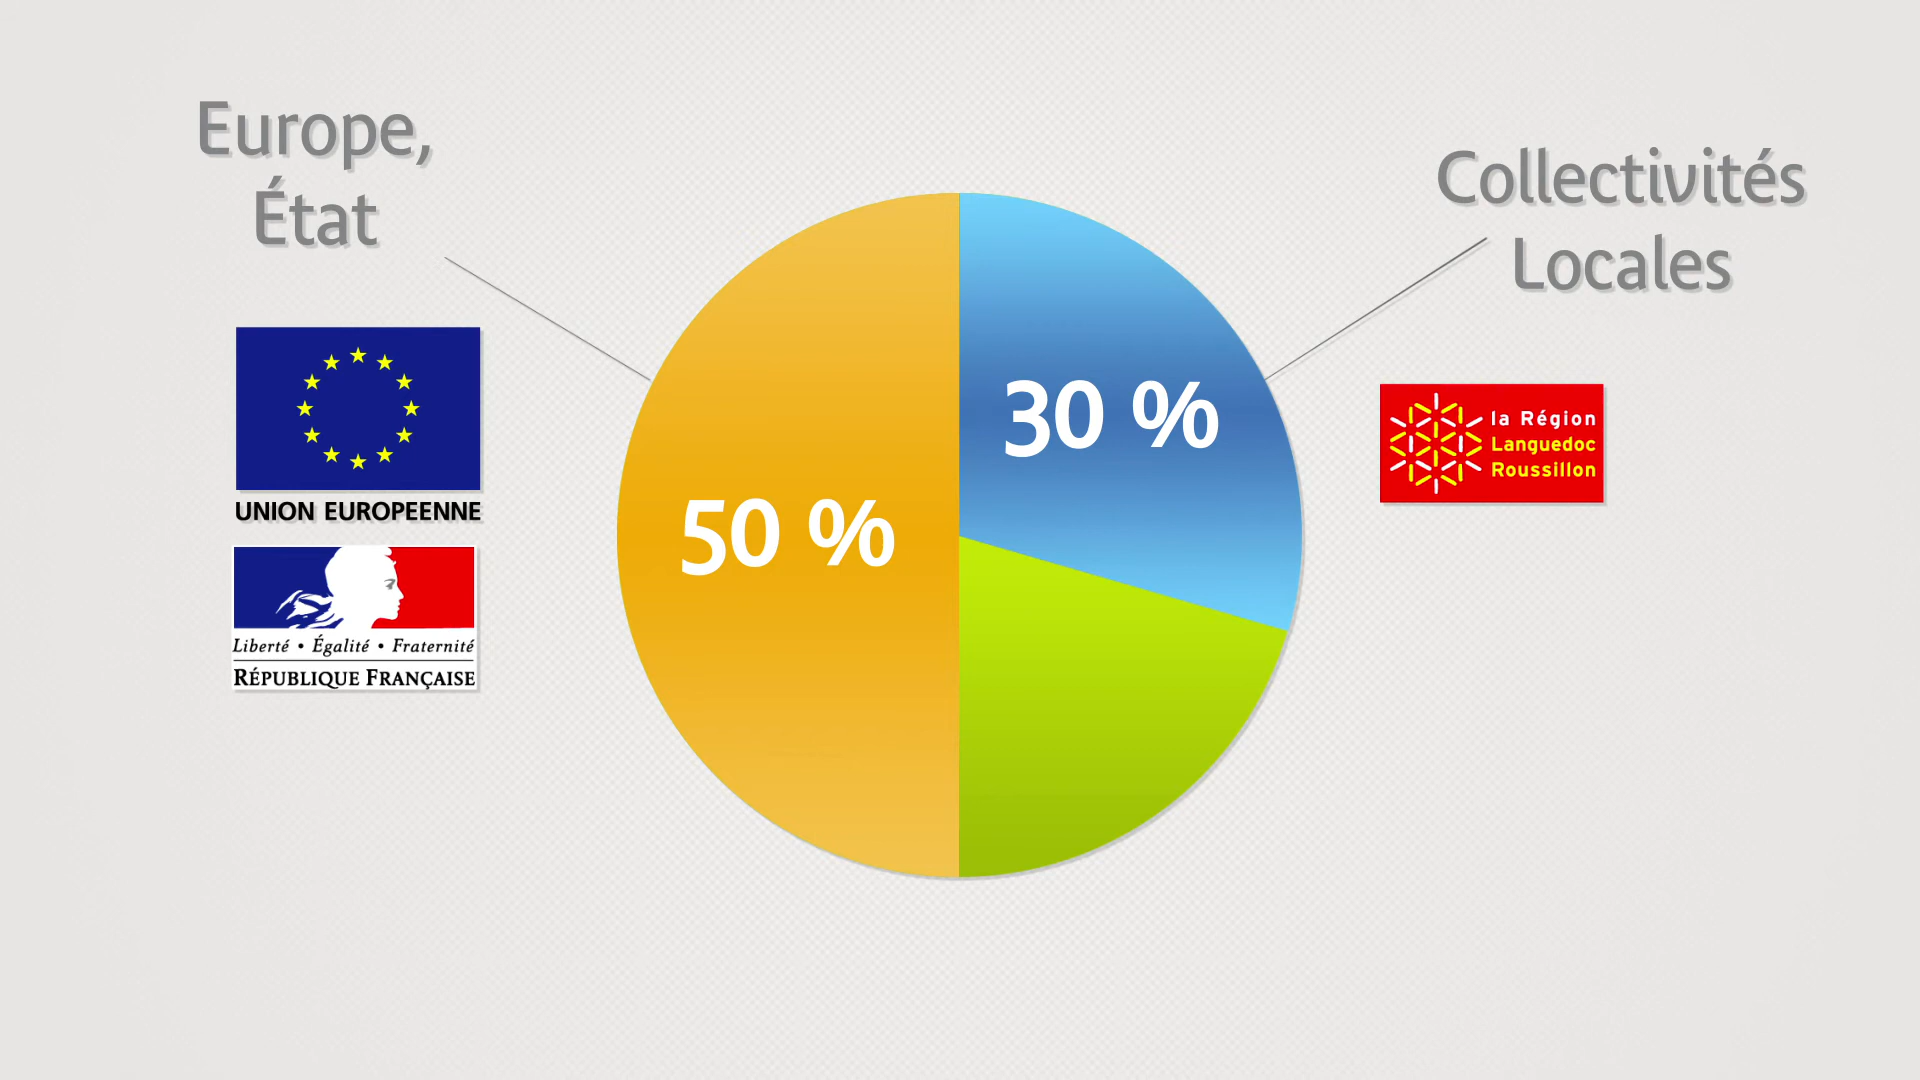 Europe,
État
UNION EUROPEENNE
Liberté • Égalité • Fraternité
RÉPUBLIQUE FRANÇAISE
50 %
30 %
Collectivités
Locales
la Région
Languedoc
Roussillon